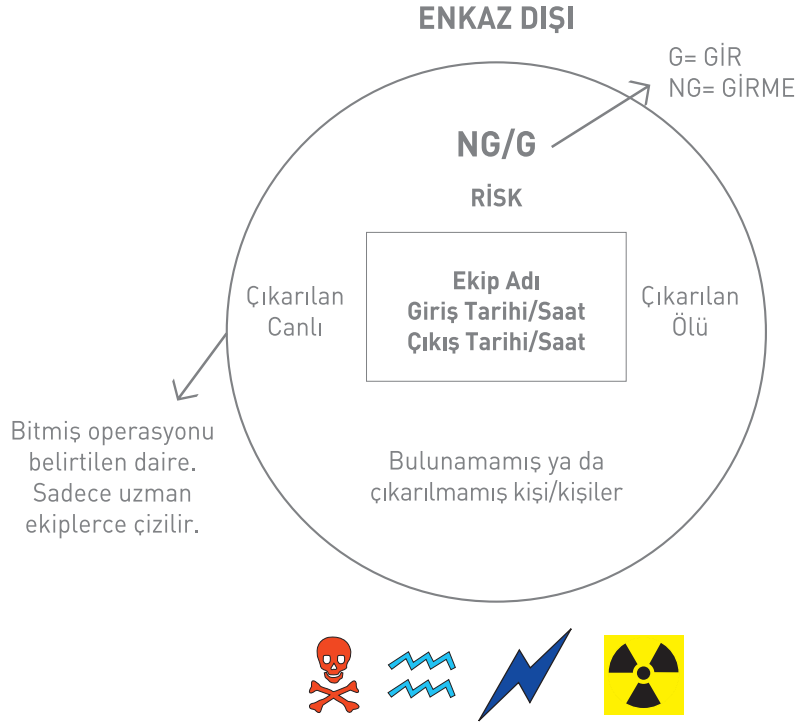 ENKAZ DIŞI
G= GİR
NG= GİRME
NG/G
RİSK
Ekip Adı
Giriş Tarihi/Saat
Çıkış Tarihi/Saat
Çıkarılan
Canlı
Çıkarılan
Ölü
Bitmiş operasyonu
belirtilen daire.
Sadece uzman
ekiplerce çizilir.
Bulunamamış ya da
çıkarılmamış kişi/kişiler